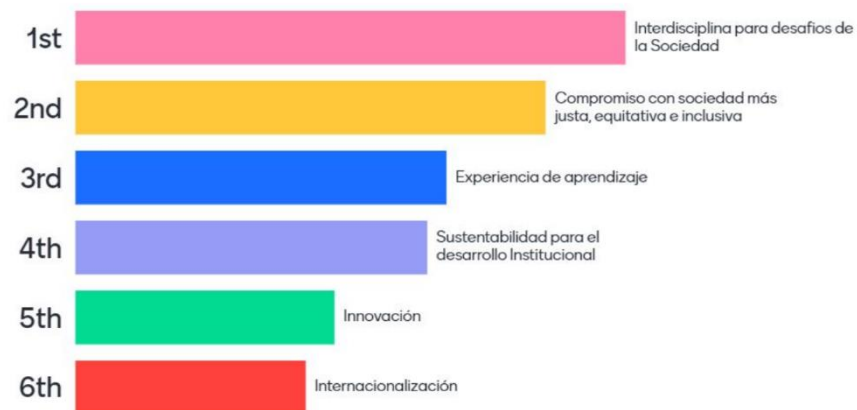 1st
Interdisciplina para desafios de
la Sociedad
2nd
Compromiso con sociedad más
justa, equitativa e inclusiva
3rd
Experiencia de aprendizaje
4th
Sustentabilidad para el
desarrollo Institucional
5th
Innovación
6th
Internacionalización